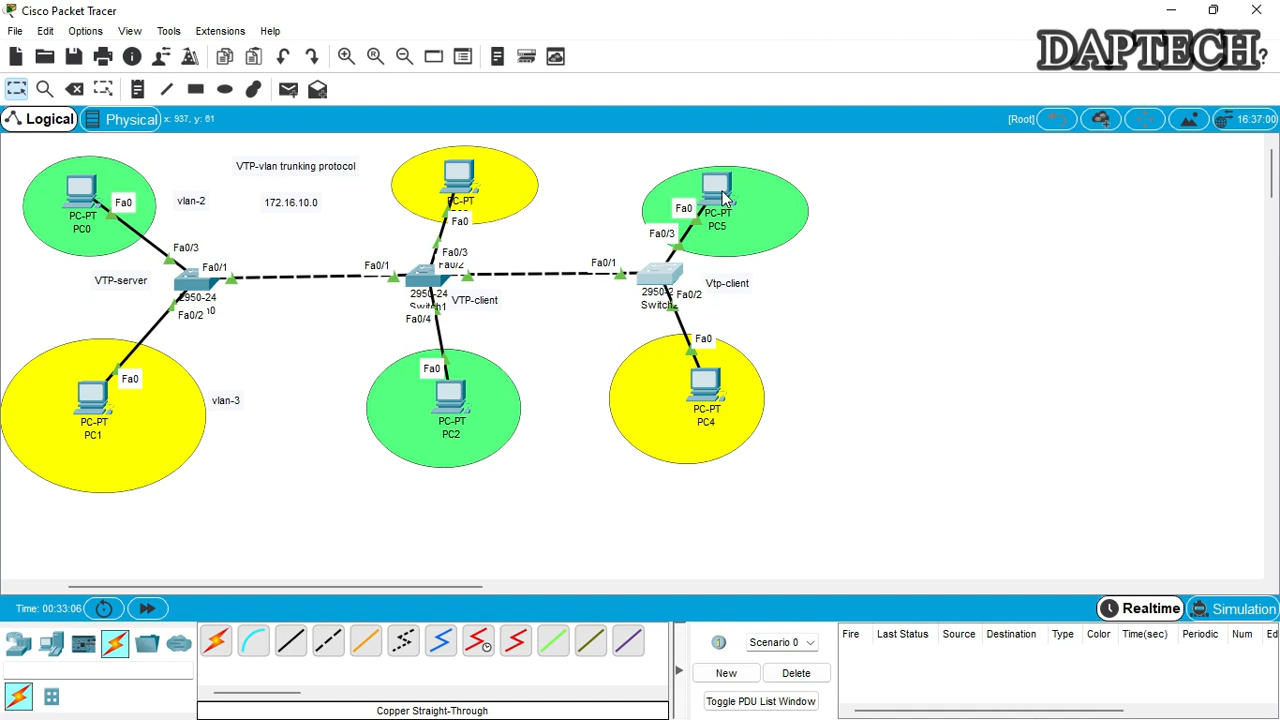 Cisco Packet Tracer
File Edit Options View Tools Extensions Help
DAPTECH
?
Logical
Physical
x: 937, y: 61
[Root]
16:37:00
VTP-vlan trunking protocol
172.16.10.0
vlan-2
Fa0
PC-PT
PC0
Fa0/3
Fa0/1
VTP-server
2950-24
Fa0/2
Fa0
PC-PT
PC1
vlan-3
PC-PT
Fa0
Fa0/3
Fa0/2
Fa0/1
2950-24
VTP-client
Fa0/4
Fa0
PC-PT
PC2
Fa0
PC-PT
PC5
Fa0/3
Fa0/1
Vtp-client
Fa0/2
Fa0
PC-PT
PC4
Time: 00:33:06
Realtime
Simulation
Copper Straight-Through
Scenario 0
New
Delete
Toggle PDU List Window
Fire Last Status Source Destination Type Color Time(sec) Periodic Num Ed